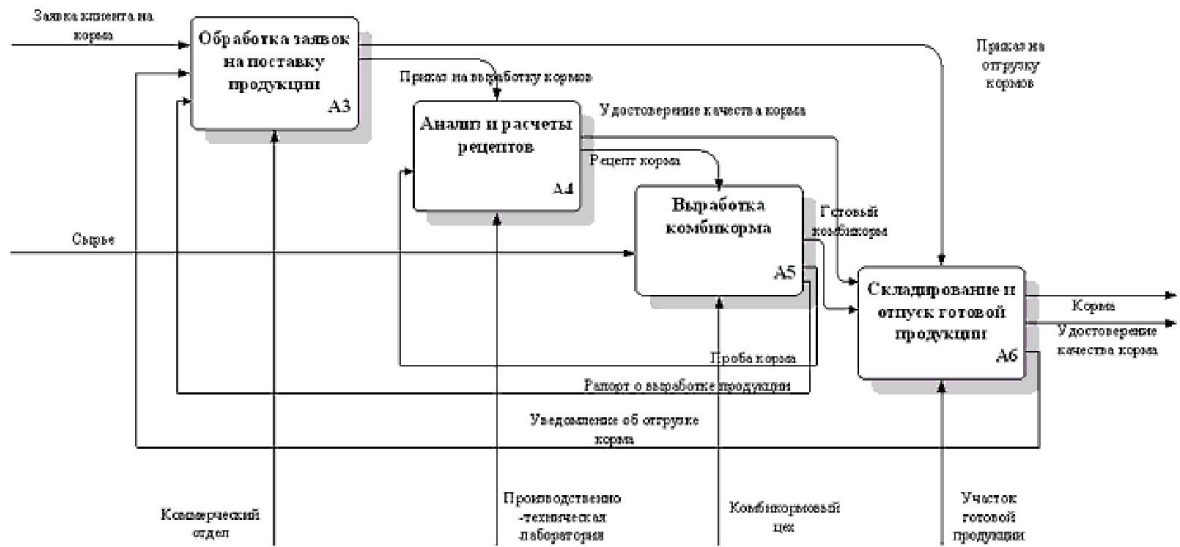 Заявка клиента на
корма
Обработка заявок
на поставку
продукции
А3
Приказ на
отгрузку
кормов
Приказ на выработку кормов
Анализ и расчеты
рецептов
А4
Удостоверение качества корма
Рецепт корма
Выработка
комбикорма
А5
Готовый
комбикорм
Сырье
Складирование и
отпуск готовой
продукции
А6
Корма
Удостоверение
качества корма
Проба корма
Рапорт о выработке продукции
Уведомление об отгрузке
корма
Коммерческий
отдел
Производственно
-техническая
лаборатория
Комбикормовый
цех
Участок
готовой
продукции